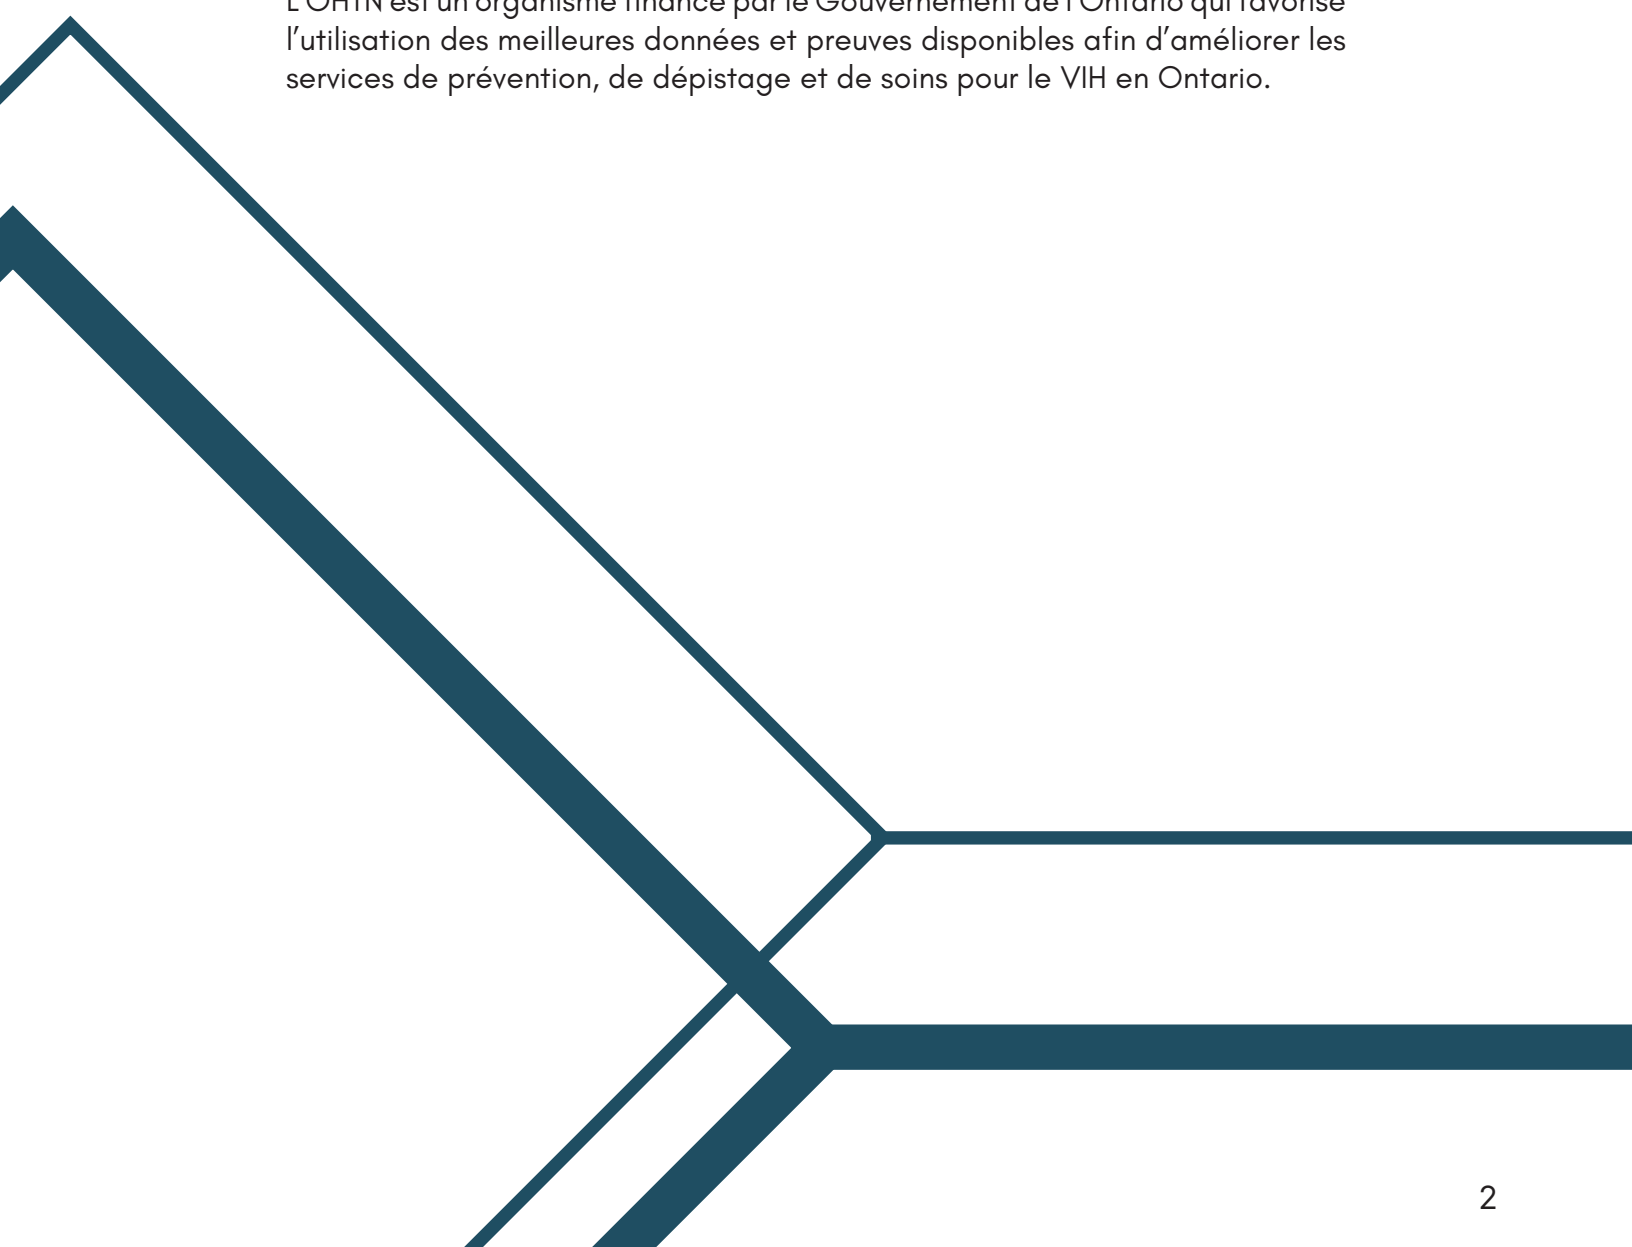 L’OHTN est un organisme financé par le Gouvernement de l’Ontario qui favorise
l’utilisation des meilleures données et preuves disponibles afin d’améliorer les
services de prévention, de dépistage et de soins pour le VIH en Ontario.
2